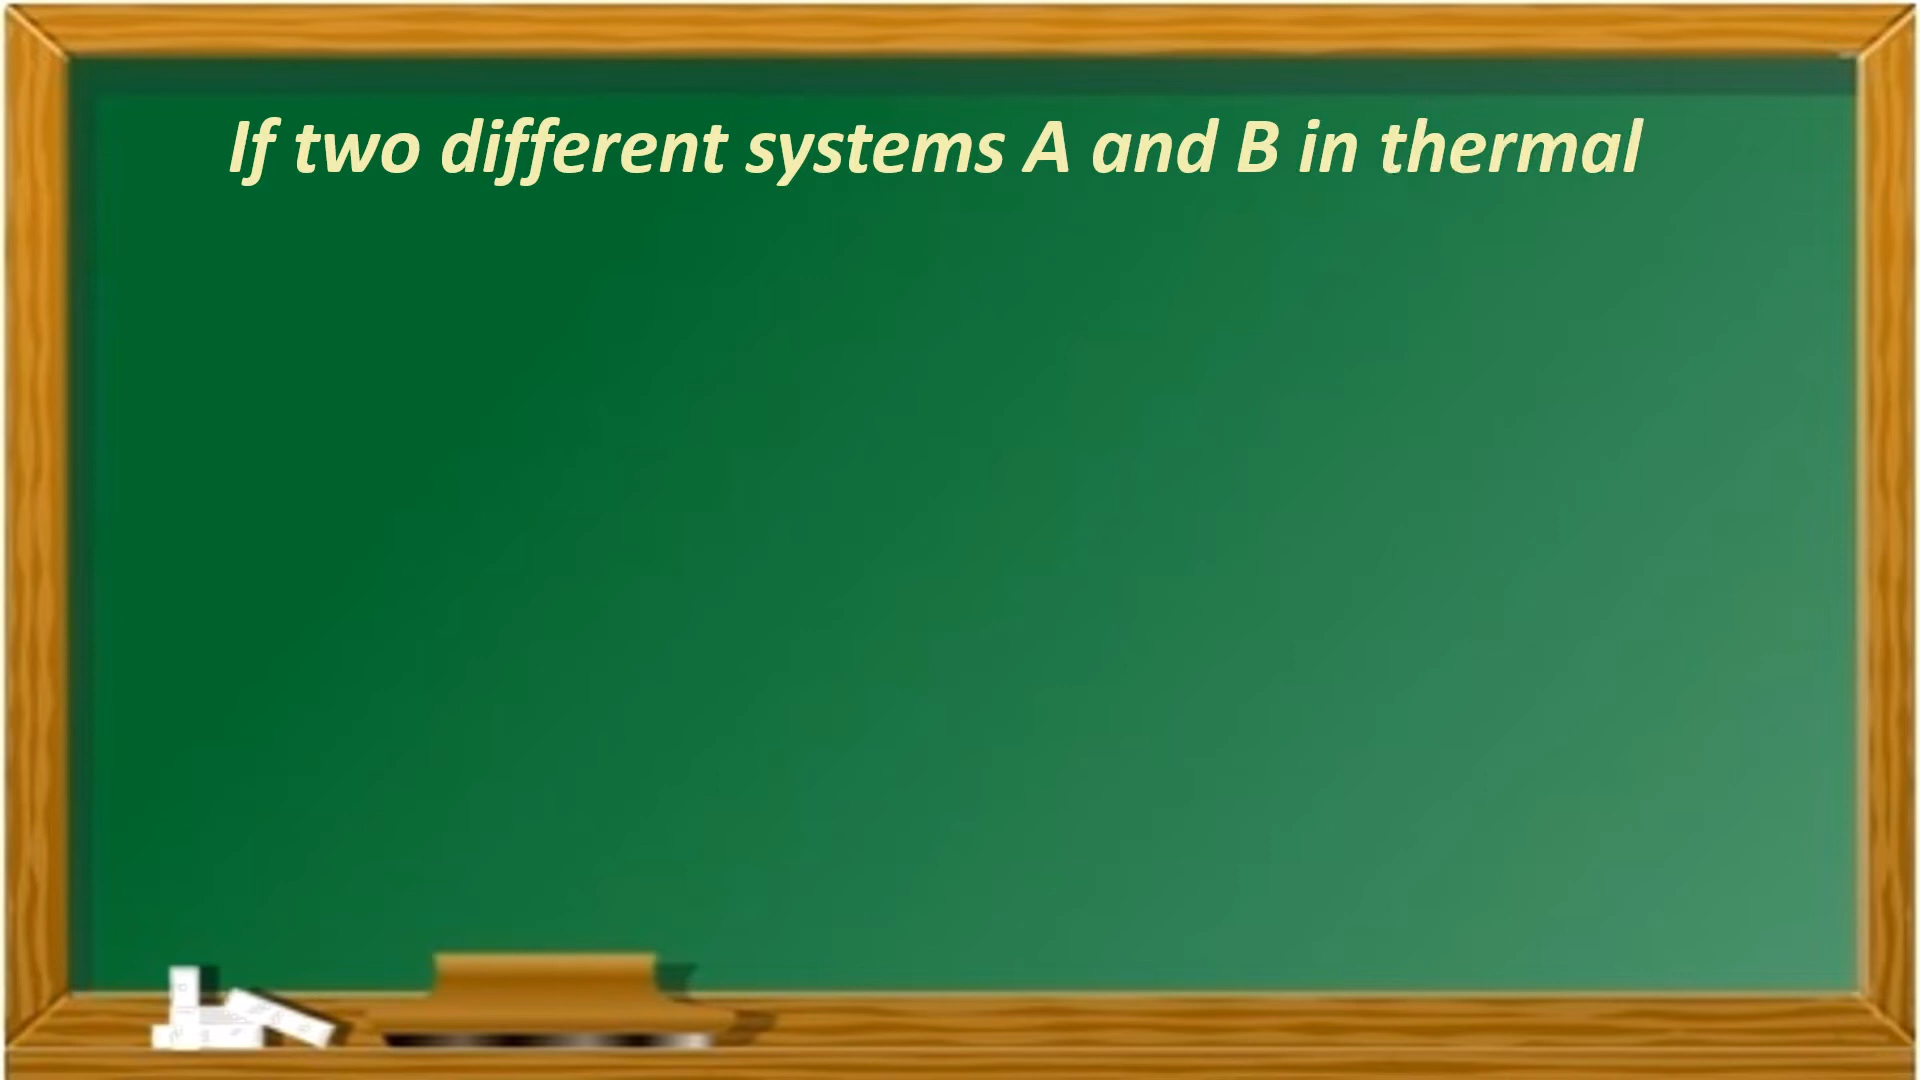 If two different systems A and B in thermal